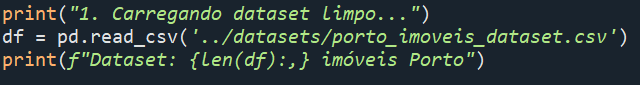 print("1. Carregando dataset limpo...")
df = pd.read_csv('../datasets/porto_imoveis_dataset.csv')
print(f"Dataset: {len(df):,} imóveis Porto")